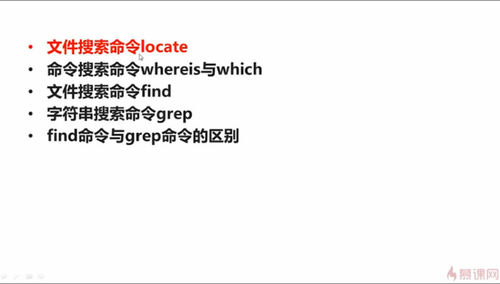 • 文件搜索命令locate
• 命令搜索命令whereis与which
• 文件搜索命令find
• 字符串搜索命令grep
• find命令与grep命令的区别
慕课网